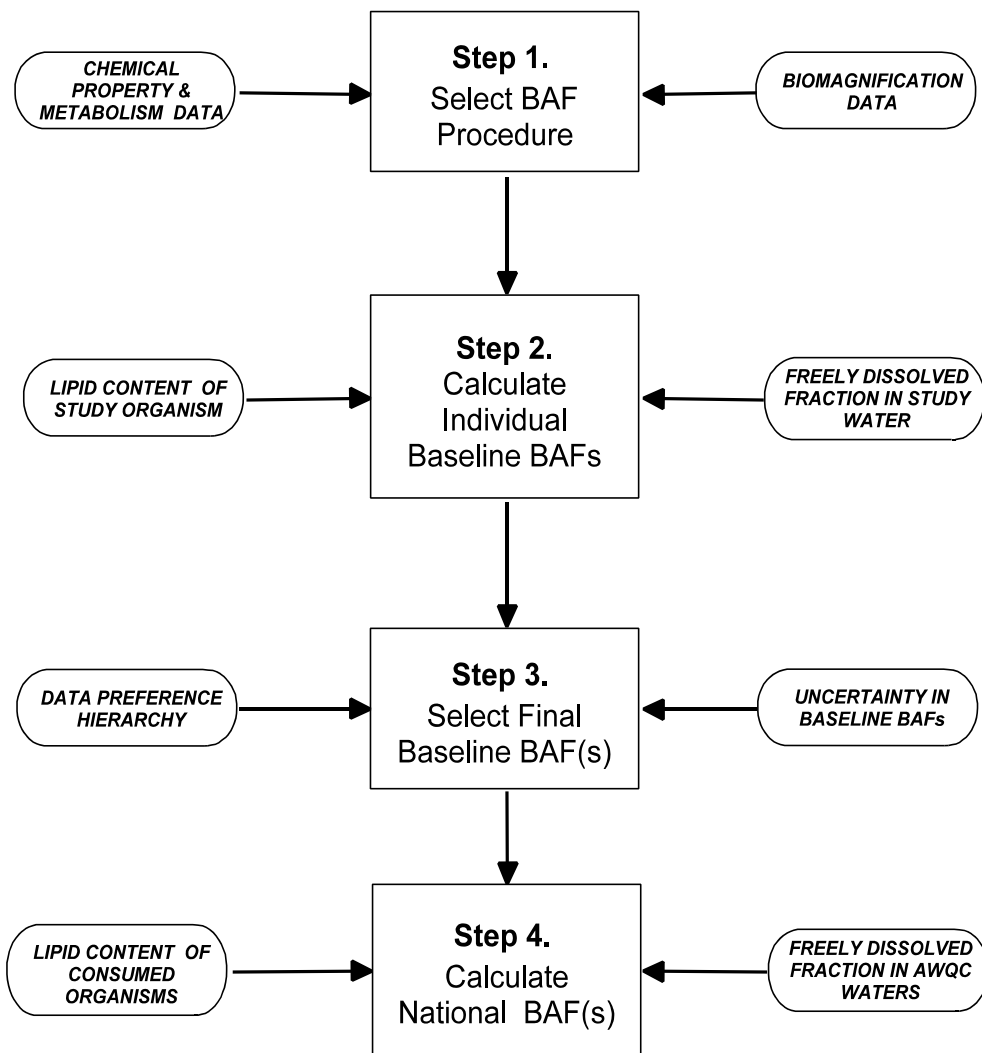 CHEMICAL
PROPERTY &
METABOLISM DATA
Step 1.
Select BAF
Procedure
BIOMAGNIFICATION
DATA
LIPID CONTENT OF
STUDY ORGANISM
Step 2.
Calculate
Individual
Baseline BAFs
FREELY DISSOLVED
FRACTION IN STUDY
WATER
DATA PREFERENCE
HIERARCHY
Step 3.
Select Final
Baseline BAF(s)
UNCERTAINTY IN
BASELINE BAFs
LIPID CONTENT OF
CONSUMED
ORGANISMS
Step 4.
Calculate
National BAF(s)
FREELY DISSOLVED
FRACTION IN AWQC
WATERS